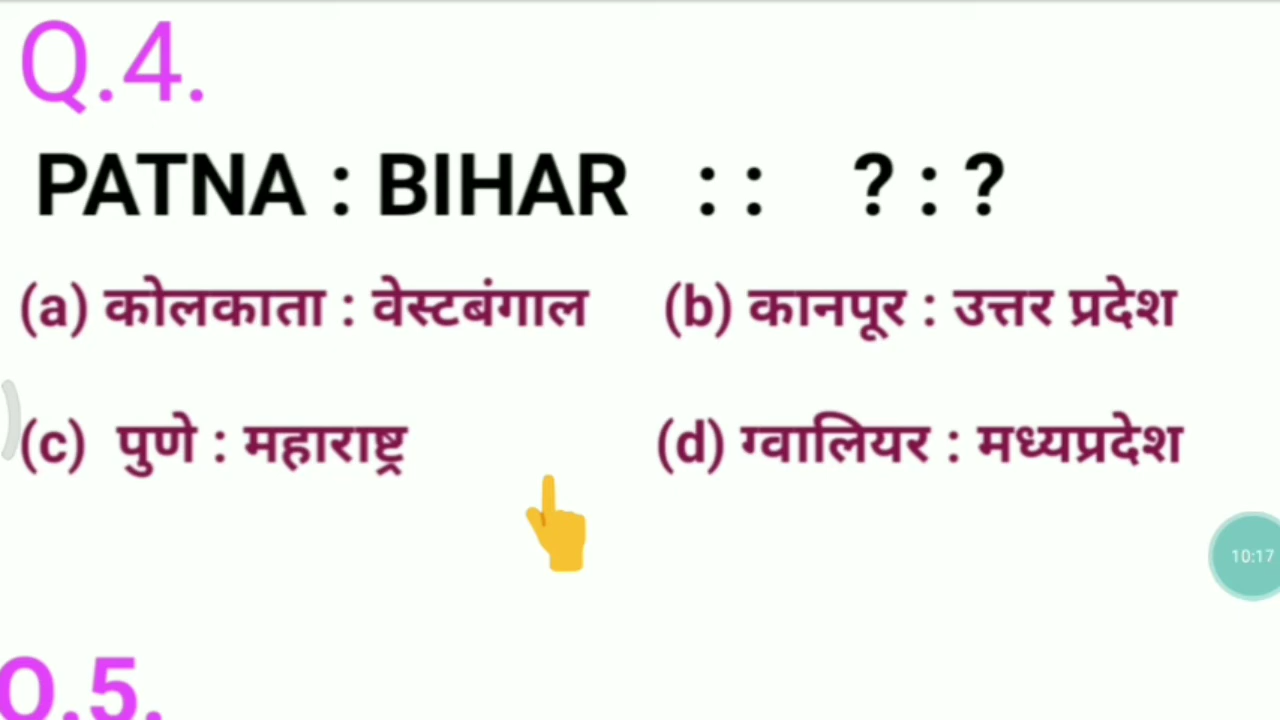 Q.4.
PATNA : BIHAR : : ? : ?
(a) कोलकाता : वेस्टबंगाल (b) कानपूर : उत्तर प्रदेश
(c) पुणे : महाराष्ट्र (d) ग्वालियर : मध्यप्रदेश
10:17
Q.5.